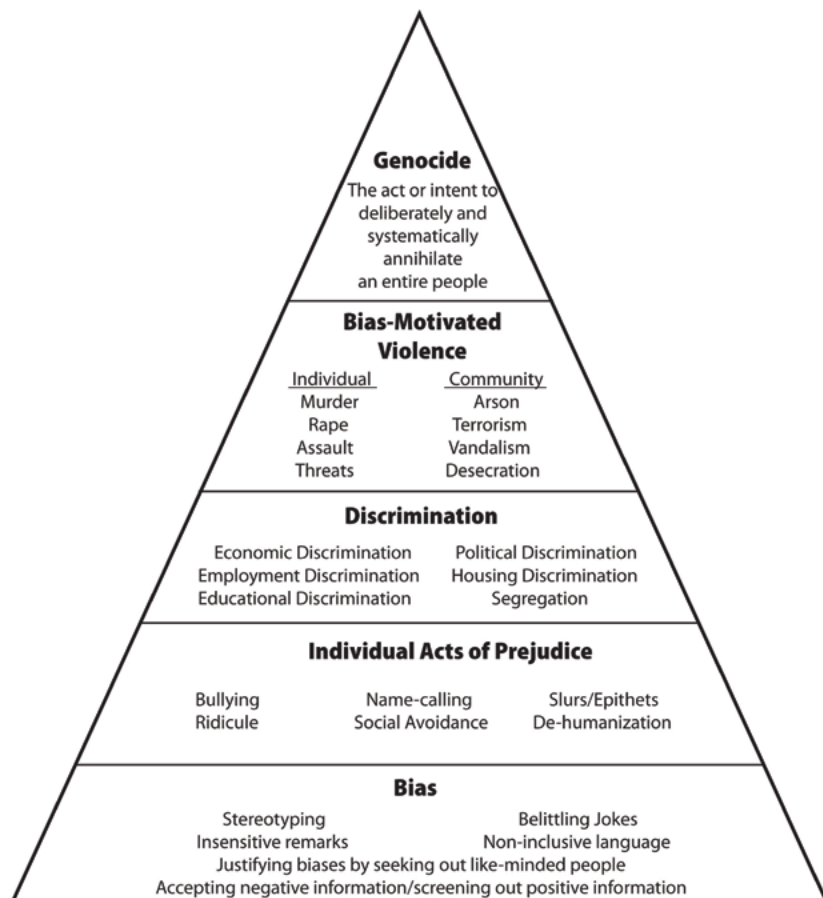 Genocide
The act or intent to
deliberately and
systematically
annihilate
an entire people
Bias-Motivated
Violence
Individual Community
Murder Arson
Rape Terrorism
Assault Vandalism
Threats Desecration
Discrimination
Economic Discrimination Political Discrimination
Employment Discrimination Housing Discrimination
Educational Discrimination Segregation
Individual Acts of Prejudice
Bullying Name-calling Slurs/Epithets
Ridicule Social Avoidance De-humanization
Bias
Stereotyping Belittling Jokes
Insensitive remarks Non-inclusive language
Justifying biases by seeking out like-minded people
Accepting negative information/screening out positive information